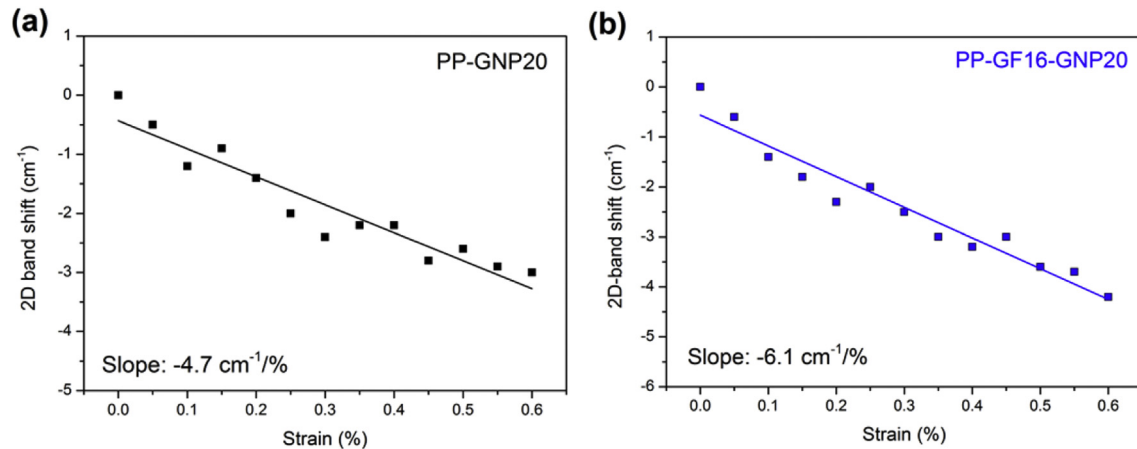 (a)
PP-GNP20
1
0
-1
-2
-3
-4
-5
2D band shift (cm⁻¹)
Slope: -4.7 cm⁻¹/%
0.0 0.1 0.2 0.3 0.4 0.5 0.6
Strain (%)
(b)
PP-GF16-GNP20
1
0
-1
-2
-3
-4
-5
-6
2D-band shift (cm⁻¹)
Slope: -6.1 cm⁻¹/%
0.0 0.1 0.2 0.3 0.4 0.5 0.6
Strain (%)